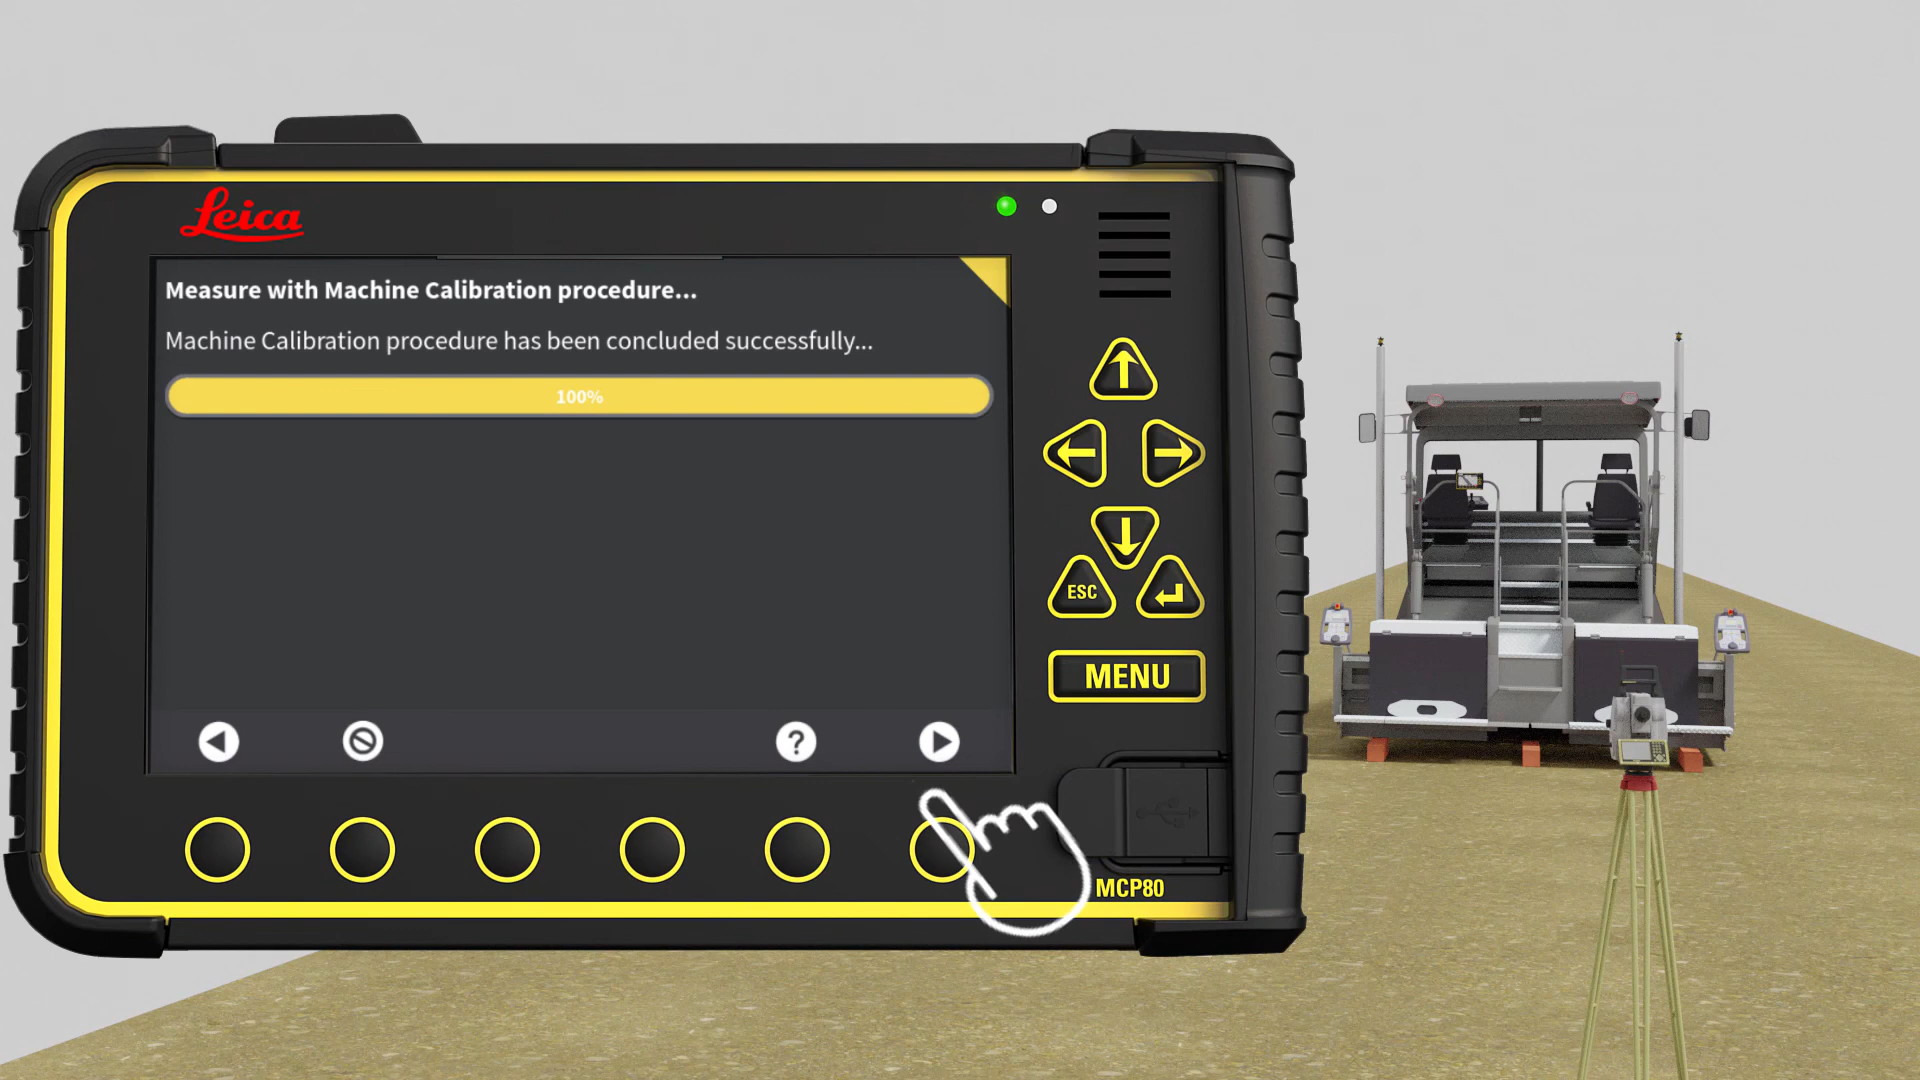 Leica
Measure with Machine Calibration procedure...
Machine Calibration procedure has been concluded successfully...
100%
?
ESC
MENU
MCP80